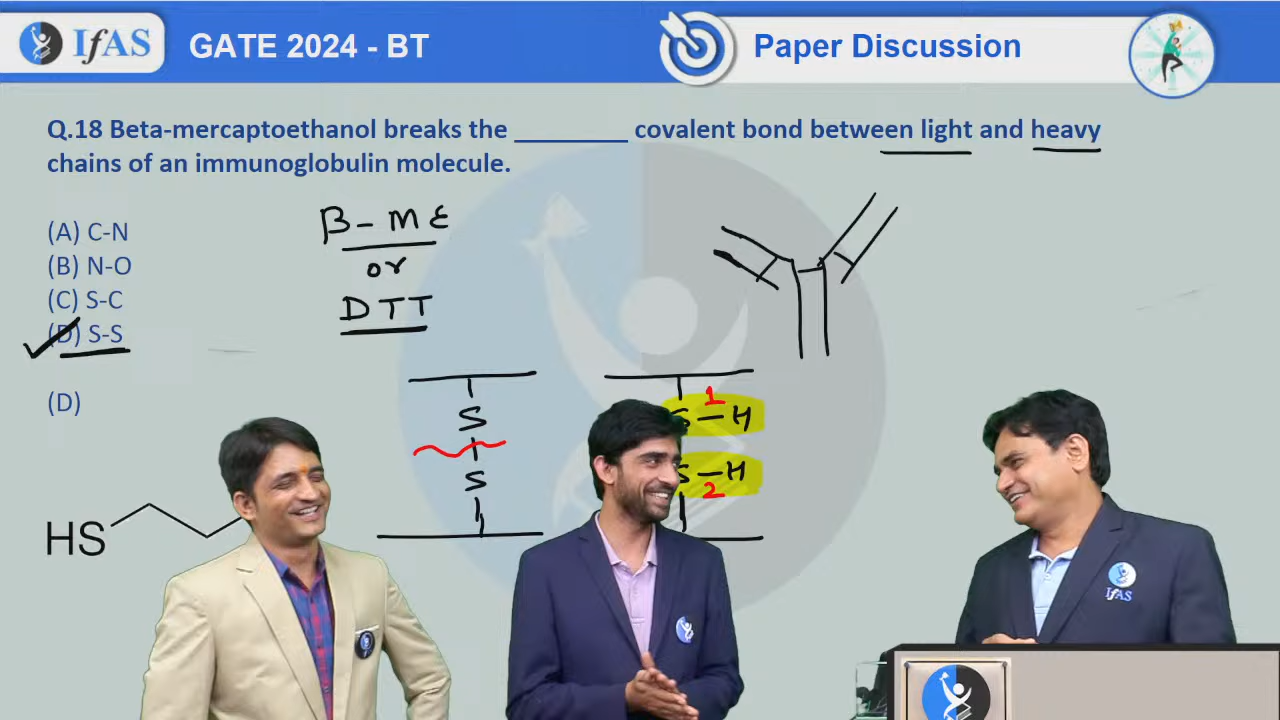 IfAS
GATE 2024 - BT
Paper Discussion
Q.18 Beta-mercaptoethanol breaks the ________ covalent bond between light and heavy
chains of an immunoglobulin molecule.
(A) C-N
(B) N-O
(C) S-C
(D) S-S
(D)
β-ME
or
DTT
S
S
S-H
1
S-H
2
HS
IfAS